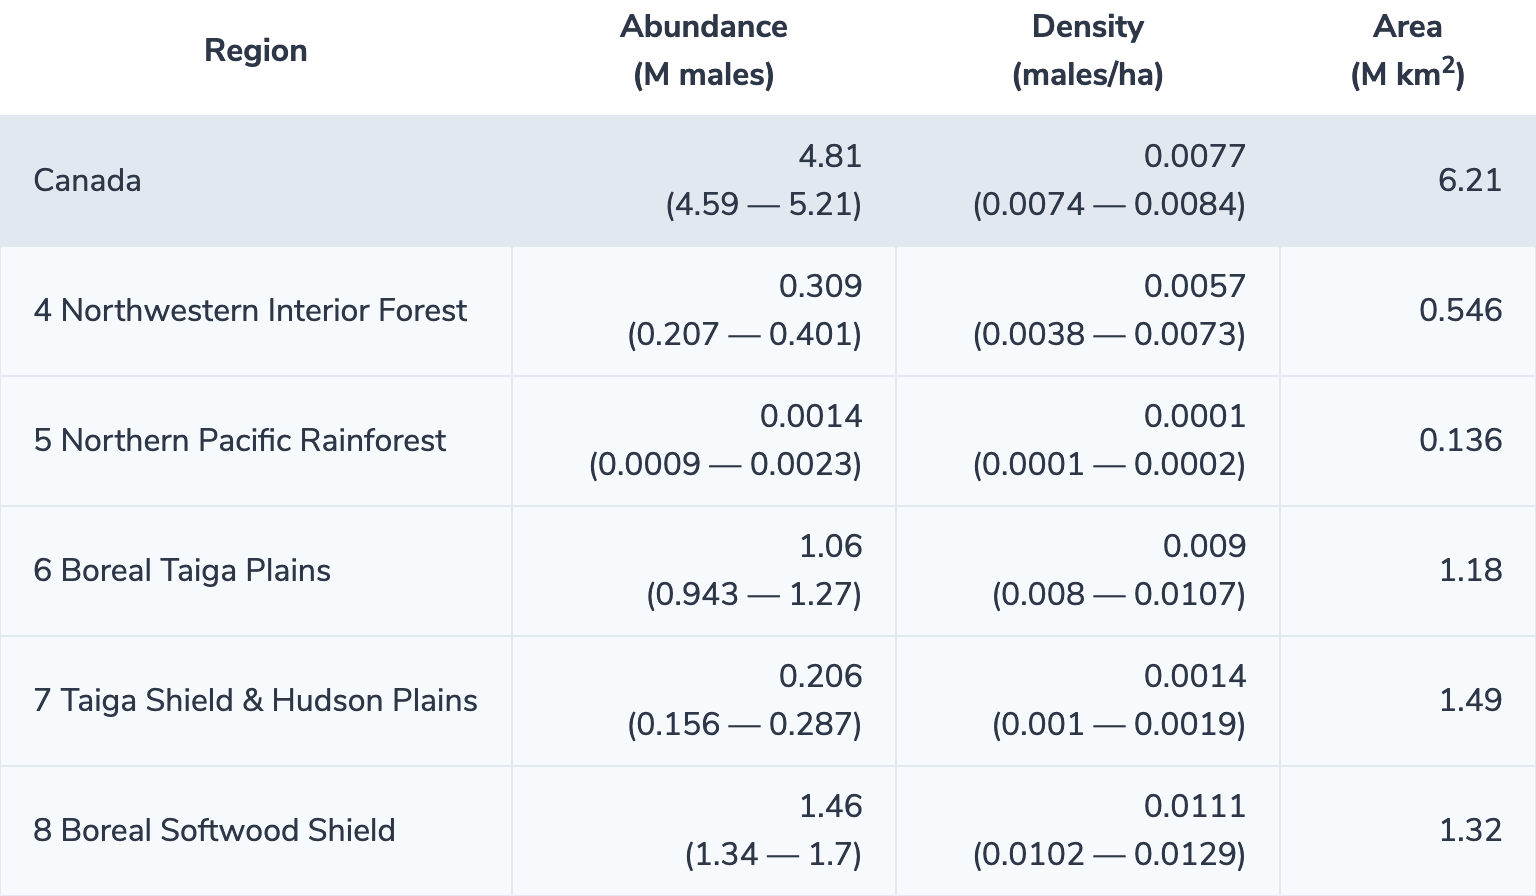 Region
Abundance
(M males)
Density
(males/ha)
Area
(M km²)
Canada
4.81
(4.59 — 5.21)
0.0077
(0.0074 — 0.0084)
6.21
4 Northwestern Interior Forest
0.309
(0.207 — 0.401)
0.0057
(0.0038 — 0.0073)
0.546
5 Northern Pacific Rainforest
0.0014
(0.0009 — 0.0023)
0.0001
(0.0001 — 0.0002)
0.136
6 Boreal Taiga Plains
1.06
(0.943 — 1.27)
0.009
(0.008 — 0.0107)
1.18
7 Taiga Shield & Hudson Plains
0.206
(0.156 — 0.287)
0.0014
(0.001 — 0.0019)
1.49
8 Boreal Softwood Shield
1.46
(1.34 — 1.7)
0.0111
(0.0102 — 0.0129)
1.32